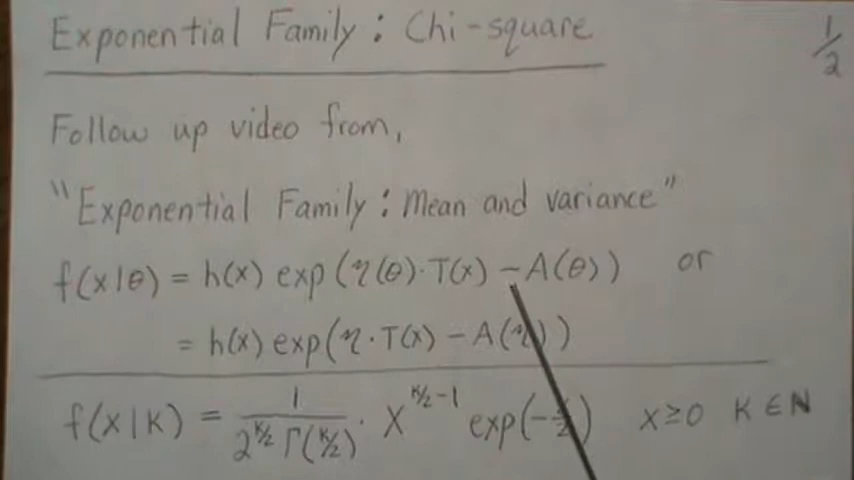 Exponential Family: Chi-square
1/2
Follow up video from,
"Exponential Family: Mean and variance"
f(x|θ) = h(x) exp(η(θ)·T(x) - A(θ)) or
= h(x) exp(η·T(x) - A(η))
f(x|K) = 1/(2^{K/2} Γ(K/2)) · x^{K/2-1} exp(-x/2) x≥0 K∈N